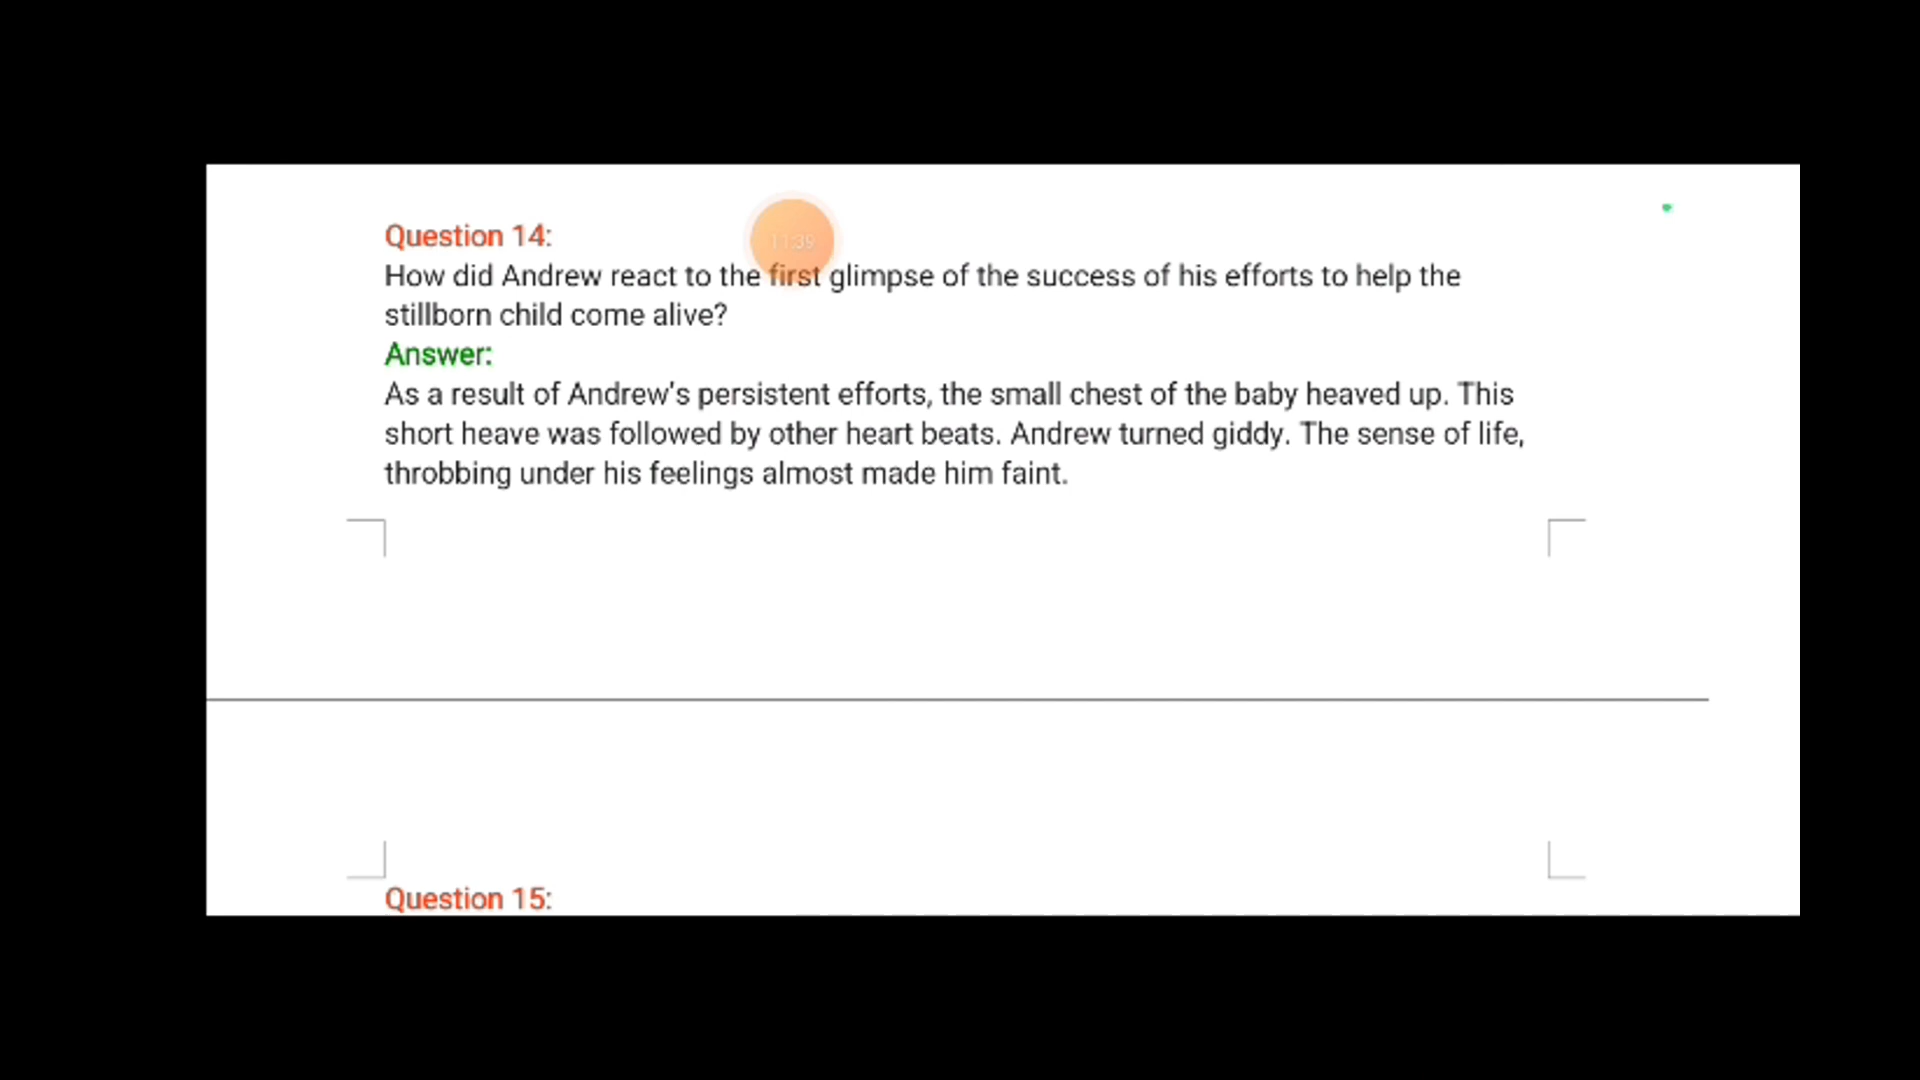 Question 14:
11:39
How did Andrew react to the first glimpse of the success of his efforts to help the
stillborn child come alive?
Answer:
As a result of Andrew's persistent efforts, the small chest of the baby heaved up. This
short heave was followed by other heart beats. Andrew turned giddy. The sense of life,
throbbing under his feelings almost made him faint.
Question 15: